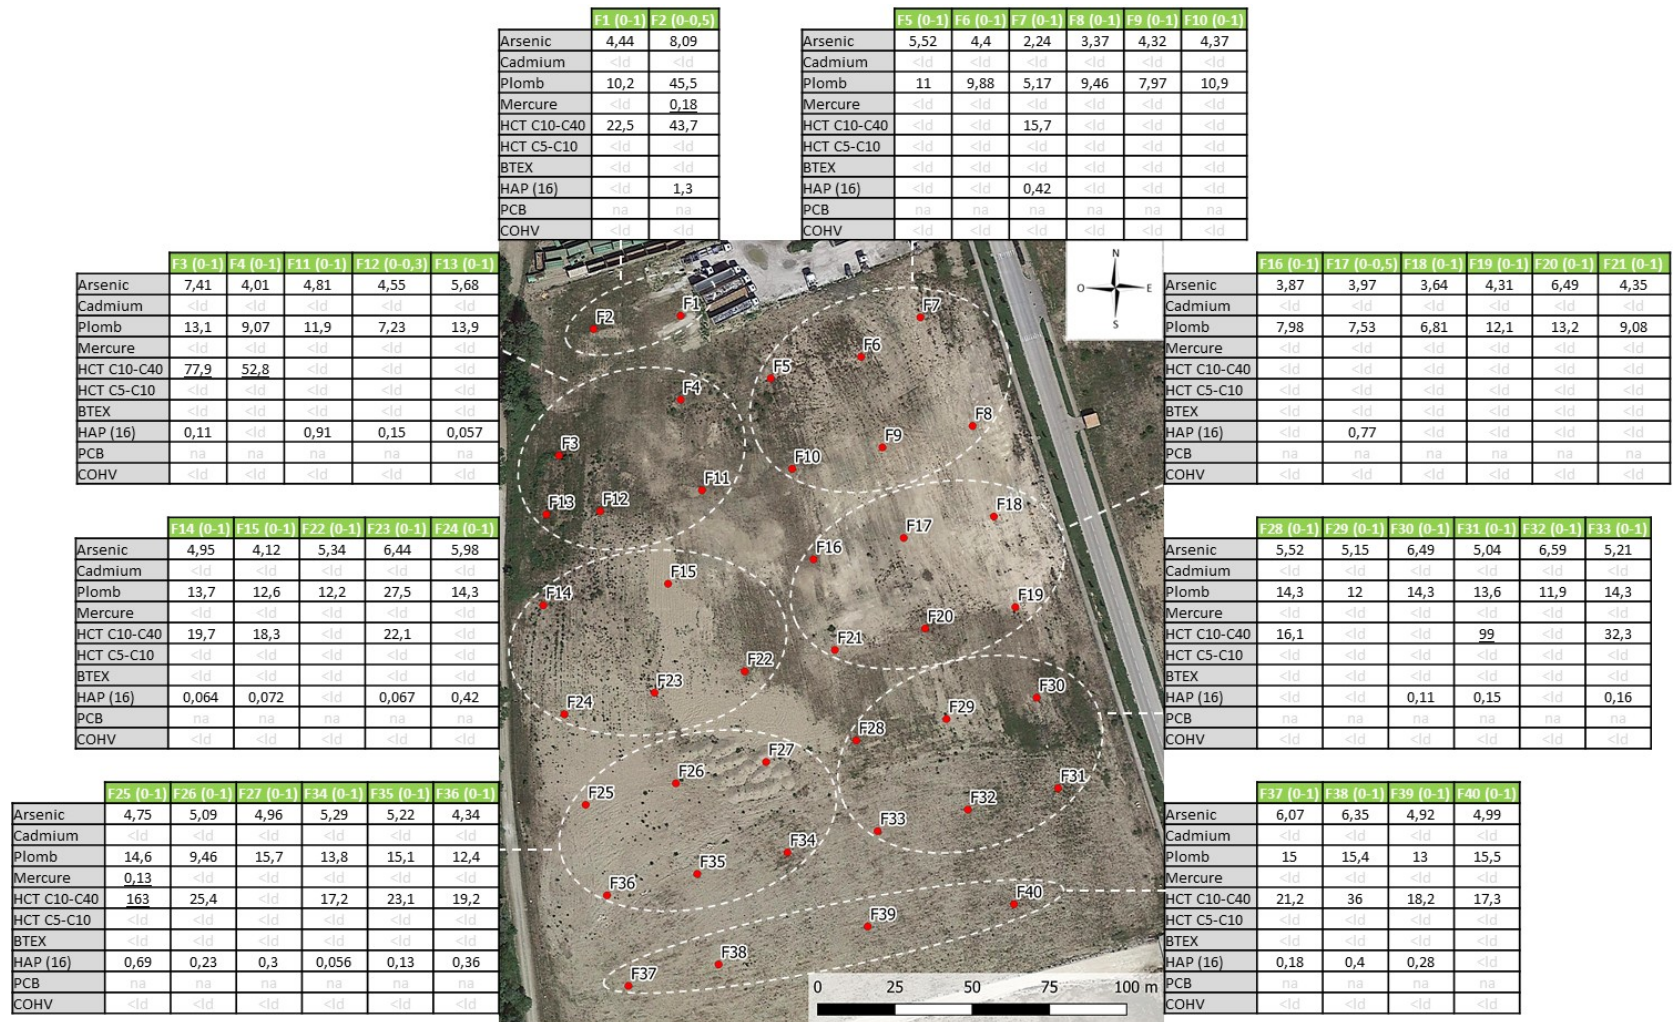 F1 (0-1) F2 (0-0,5)
Arsenic 4,44 8,09
Cadmium <ld <ld
Plomb 10,2 45,5
Mercure <ld 0,18
HCT C10-C40 22,5 43,7
HCT C5-C10 <ld <ld
BTEX <ld <ld
HAP (16) <ld 1,3
PCB na na
COHV <ld <ld
F5 (0-1) F6 (0-1) F7 (0-1) F8 (0-1) F9 (0-1) F10 (0-1)
Arsenic 5,52 4,4 2,24 3,37 4,32 4,37
Cadmium <ld <ld <ld <ld <ld <ld
Plomb 11 9,88 5,17 9,46 7,97 10,9
Mercure <ld <ld <ld <ld <ld <ld
HCT C10-C40 <ld <ld 15,7 <ld <ld <ld
HCT C5-C10 <ld <ld <ld <ld <ld <ld
BTEX <ld <ld <ld <ld <ld <ld
HAP (16) <ld <ld 0,42 <ld <ld <ld
PCB na na na na na na
COHV <ld <ld <ld <ld <ld <ld
F3 (0-1) F4 (0-1) F11 (0-1) F12 (0-0,3) F13 (0-1)
Arsenic 7,41 4,01 4,81 4,55 5,68
Cadmium <ld <ld <ld <ld <ld
Plomb 13,1 9,07 11,9 7,23 13,9
Mercure <ld <ld <ld <ld <ld
HCT C10-C40 77,9 52,8 <ld <ld <ld
HCT C5-C10 <ld <ld <ld <ld <ld
BTEX <ld <ld <ld <ld <ld
HAP (16) 0,11 <ld 0,91 0,15 0,057
PCB na na na na na
COHV <ld <ld <ld <ld <ld
F16 (0-1) F17 (0-0,5) F18 (0-1) F19 (0-1) F20 (0-1) F21 (0-1)
Arsenic 3,87 3,97 3,64 4,31 6,49 4,35
Cadmium <ld <ld <ld <ld <ld <ld
Plomb 7,98 7,53 6,81 12,1 13,2 9,08
Mercure <ld <ld <ld <ld <ld <ld
HCT C10-C40 <ld <ld <ld <ld <ld <ld
HCT C5-C10 <ld <ld <ld <ld <ld <ld
BTEX <ld <ld <ld <ld <ld <ld
HAP (16) <ld 0,77 <ld <ld <ld <ld
PCB na na na na na na
COHV <ld <ld <ld <ld <ld <ld
F14 (0-1) F15 (0-1) F22 (0-1) F23 (0-1) F24 (0-1)
Arsenic 4,95 4,12 5,34 6,44 5,98
Cadmium <ld <ld <ld <ld <ld
Plomb 13,7 12,6 12,2 27,5 14,3
Mercure <ld <ld <ld <ld <ld
HCT C10-C40 19,7 18,3 <ld 22,1 <ld
HCT C5-C10 <ld <ld <ld <ld <ld
BTEX <ld <ld <ld <ld <ld
HAP (16) 0,064 0,072 <ld 0,067 0,42
PCB na na na na na
COHV <ld <ld <ld <ld <ld
F28 (0-1) F29 (0-1) F30 (0-1) F31 (0-1) F32 (0-1) F33 (0-1)
Arsenic 5,52 5,15 6,49 5,04 6,59 5,21
Cadmium <ld <ld <ld <ld <ld <ld
Plomb 14,3 12 14,3 13,6 11,9 14,3
Mercure <ld <ld <ld <ld <ld <ld
HCT C10-C40 16,1 <ld <ld 99 <ld 32,3
HCT C5-C10 <ld <ld <ld <ld <ld <ld
BTEX <ld <ld <ld <ld <ld <ld
HAP (16) <ld <ld 0,11 0,15 <ld 0,16
PCB na na na na na na
COHV <ld <ld <ld <ld <ld <ld
F25 (0-1) F26 (0-1) F27 (0-1) F34 (0-1) F35 (0-1) F36 (0-1)
Arsenic 4,75 5,09 4,96 5,29 5,22 4,34
Cadmium <ld <ld <ld <ld <ld <ld
Plomb 14,6 9,46 15,7 13,8 15,1 12,4
Mercure 0,13 <ld <ld <ld <ld <ld
HCT C10-C40 163 25,4 <ld 17,2 23,1 19,2
HCT C5-C10 <ld <ld <ld <ld <ld <ld
BTEX <ld <ld <ld <ld <ld <ld
HAP (16) 0,69 0,23 0,3 0,056 0,13 0,36
PCB na na na na na na
COHV <ld <ld <ld <ld <ld <ld
F37 (0-1) F38 (0-1) F39 (0-1) F40 (0-1)
Arsenic 6,07 6,35 4,92 4,99
Cadmium <ld <ld <ld <ld
Plomb 15 15,4 13 15,5
Mercure <ld <ld <ld <ld
HCT C10-C40 21,2 36 18,2 17,3
HCT C5-C10 <ld <ld <ld <ld
BTEX <ld <ld <ld <ld
HAP (16) 0,18 0,4 0,28 <ld
PCB na na na na
COHV <ld <ld <ld <ld
N
O E
S
F1
F2
F7
F6
F5
F4
F8
F9
F3
F10
F11
F13 F12
F18
F17
F16
F15
F14
F19
F20
F21
F22
F23
F30
F24
F29
F28
F27
F26
F31
F25
F32
F33
F34
F35
F36
F40
F39
F38
F37
0 25 50 75 100 m